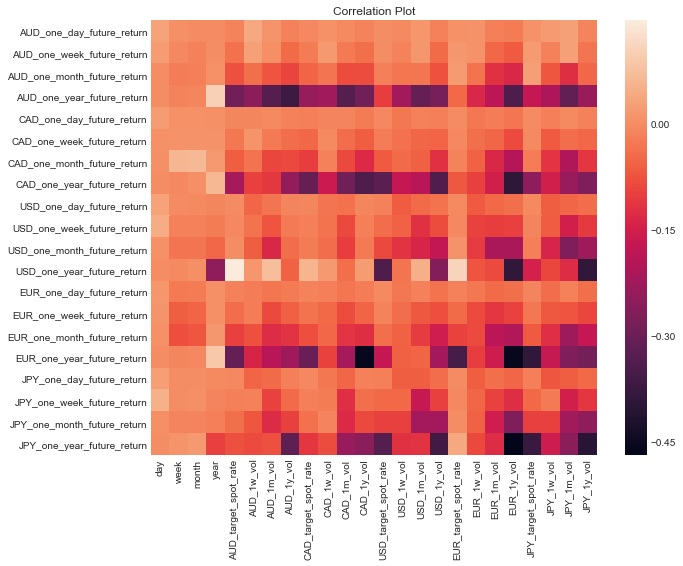 Correlation Plot
AUD_one_day_future_return
AUD_one_week_future_return
AUD_one_month_future_return
AUD_one_year_future_return
CAD_one_day_future_return
CAD_one_week_future_return
CAD_one_month_future_return
CAD_one_year_future_return
USD_one_day_future_return
USD_one_week_future_return
USD_one_month_future_return
USD_one_year_future_return
EUR_one_day_future_return
EUR_one_week_future_return
EUR_one_month_future_return
EUR_one_year_future_return
JPY_one_day_future_return
JPY_one_week_future_return
JPY_one_month_future_return
JPY_one_year_future_return
day
week
month
year
AUD_target_spot_rate
AUD_1w_vol
AUD_1m_vol
AUD_1y_vol
CAD_target_spot_rate
CAD_1w_vol
CAD_1m_vol
CAD_1y_vol
USD_target_spot_rate
USD_1w_vol
USD_1m_vol
USD_1y_vol
EUR_target_spot_rate
EUR_1w_vol
EUR_1m_vol
EUR_1y_vol
JPY_target_spot_rate
JPY_1w_vol
JPY_1m_vol
JPY_1y_vol
0.00
−0.15
−0.30
−0.45